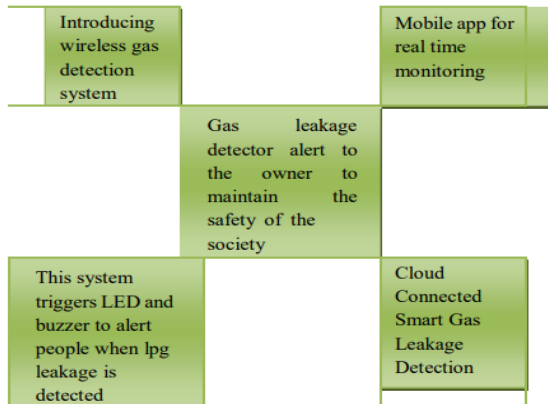 Introducing
wireless gas
detection
system
Mobile app for
real time
monitoring
Gas leakage
detector alert to
the owner to
maintain the
safety of the
society
This system
triggers LED and
buzzer to alert
people when lpg
leakage is
detected
Cloud
Connected
Smart Gas
Leakage
Detection